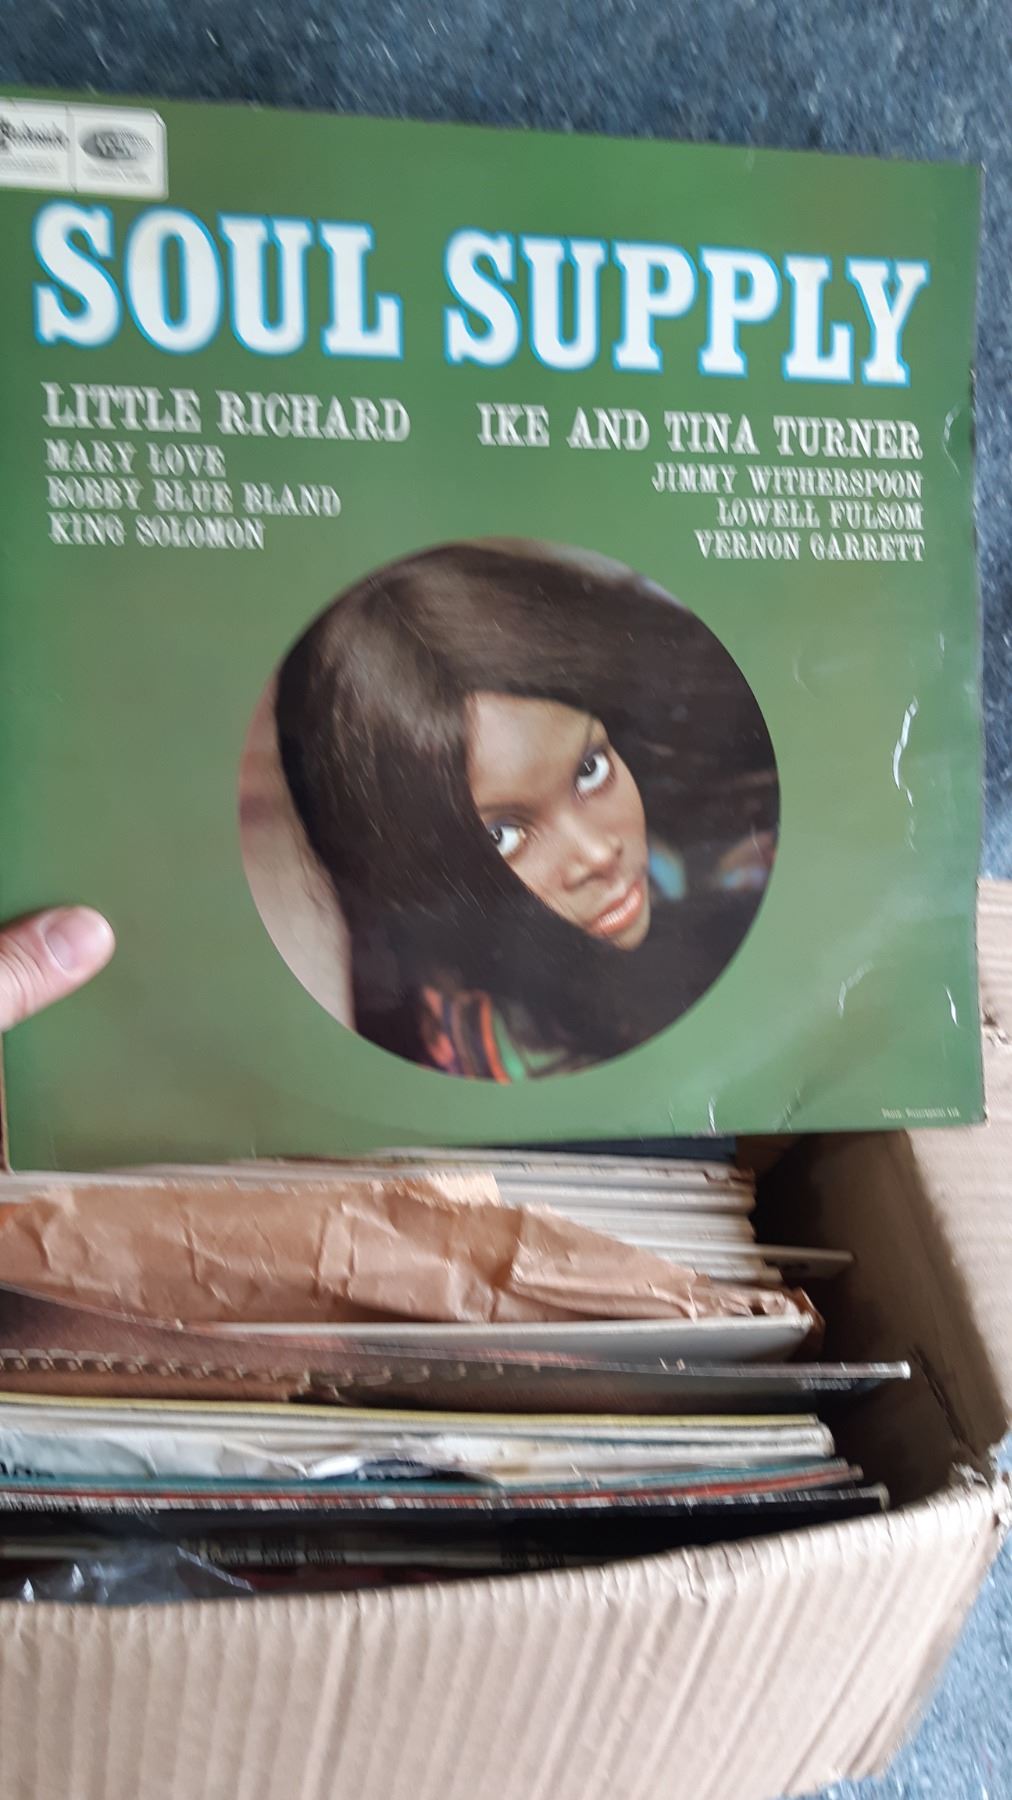 SOUL SUPPLY
LITTLE RICHARD
MARY LOVE
BOBBY BLUE BLAND
KING SOLOMON
IKE AND TINA TURNER
JIMMY WITHERSPOON
LOWELL FULSOM
VERNON GARRETT